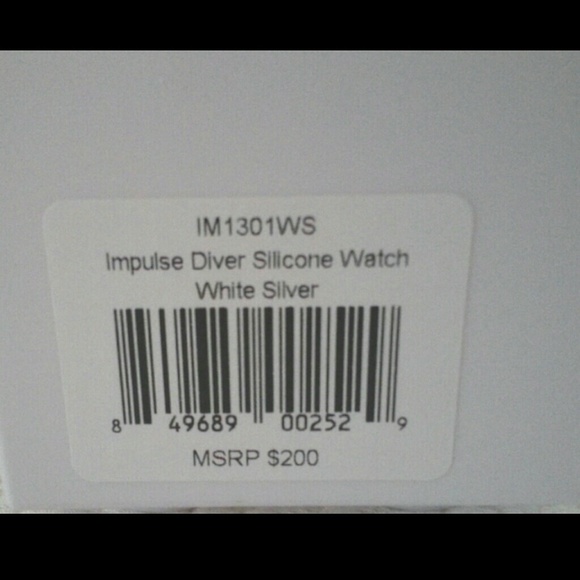 IM1301WS
Impulse Diver Silicone Watch
White Silver
8 49689 00252 9
MSRP $200